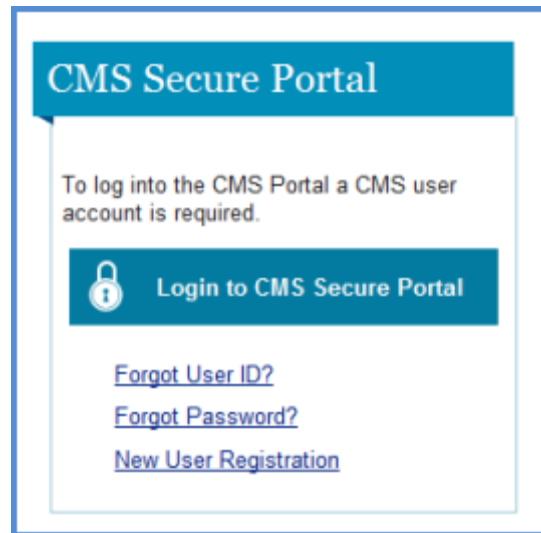 CMS Secure Portal
To log into the CMS Portal a CMS user
account is required.
Login to CMS Secure Portal
Forgot User ID?
Forgot Password?
New User Registration